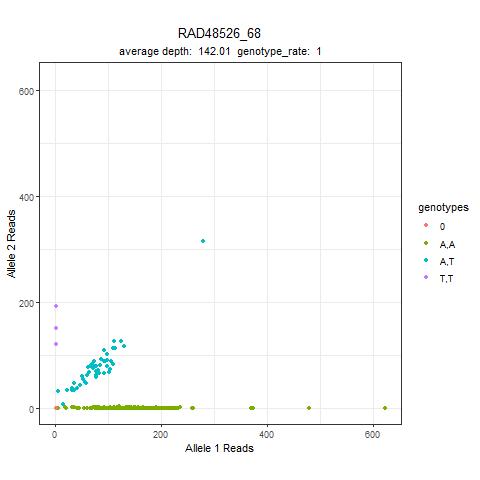 RAD48526_68
average depth: 142.01 genotype_rate: 1
600
400
200
0
0
200
400
600
Allele 2 Reads
Allele 1 Reads
genotypes
0
A,A
A,T
T,T